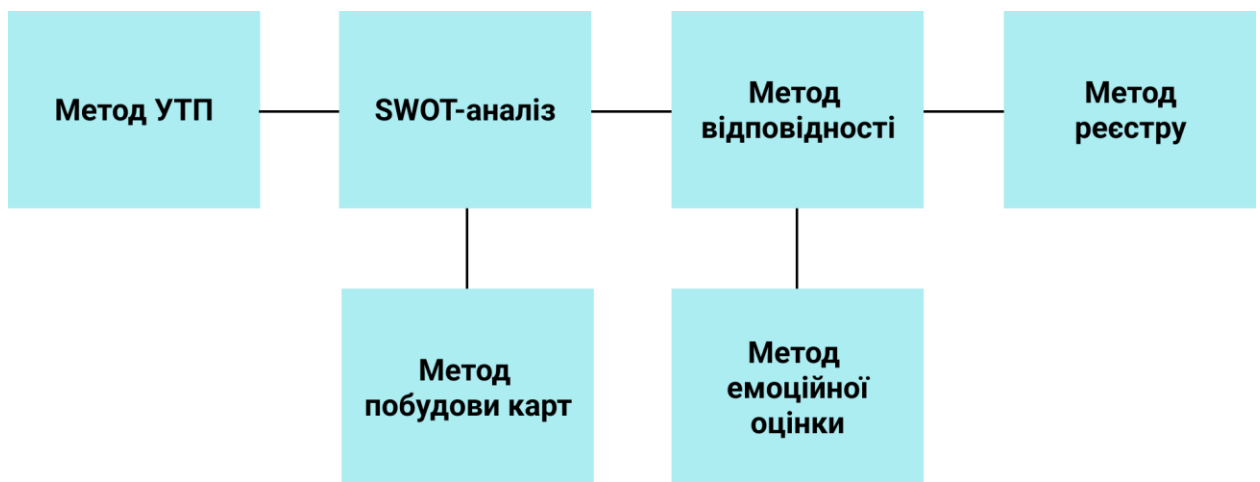 Метод УТП
SWOT-аналіз
Метод
відповідності
Метод
реєстру
Метод
побудови карт
Метод
емоційної
оцінки